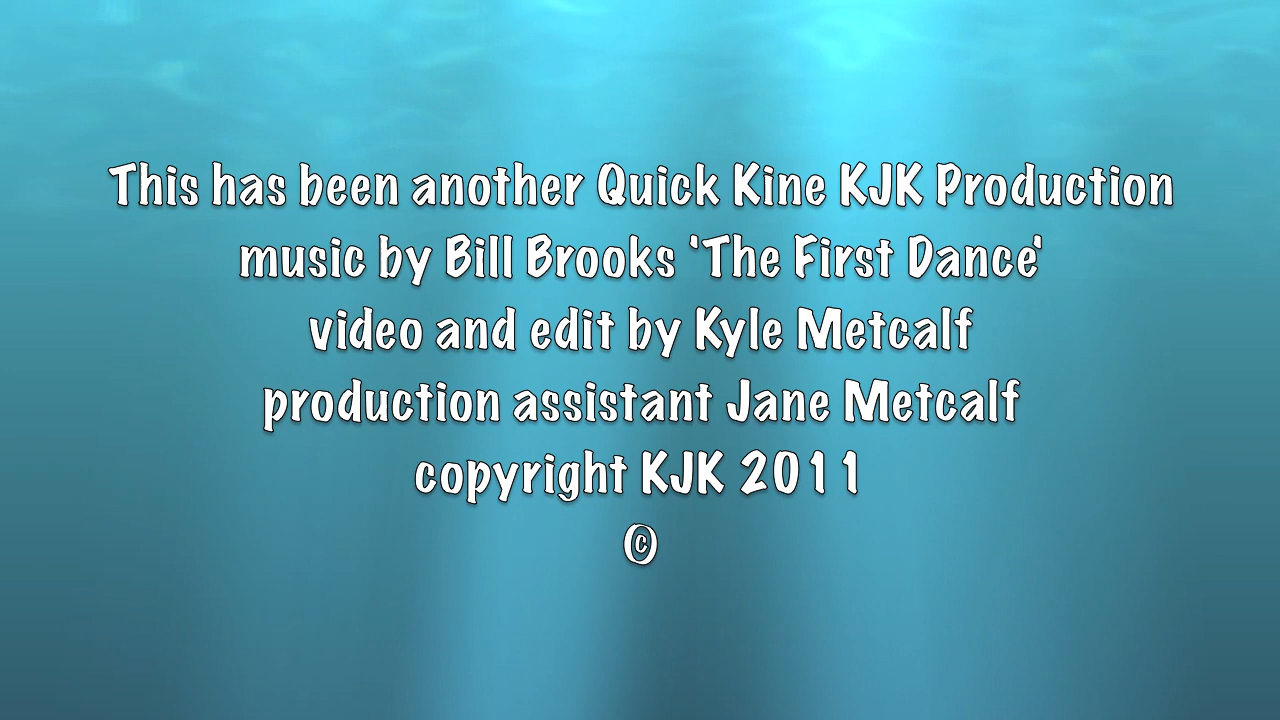 This has been another Quick Kine KJK Production
music by Bill Brooks 'The First Dance'
video and edit by Kyle Metcalf
production assistant Jane Metcalf
copyright KJK 2011
©